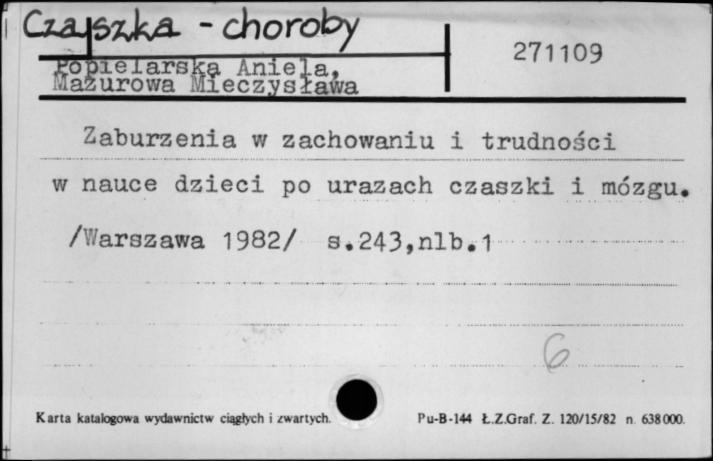 Czaszka - choroby
271109
Popielarska Aniela,
Mazurowa Mieczysława
Zaburzenia w zachowaniu i trudności
w nauce dzieci po urazach czaszki i mózgu.
/Warszawa 1982/ s.243,nlb.1
6
Karta katalogowa wydawnictw ciągłych i zwartych.
Pu-B-144 Ł.Z.Graf. Z. 120/15/82 n. 638000.